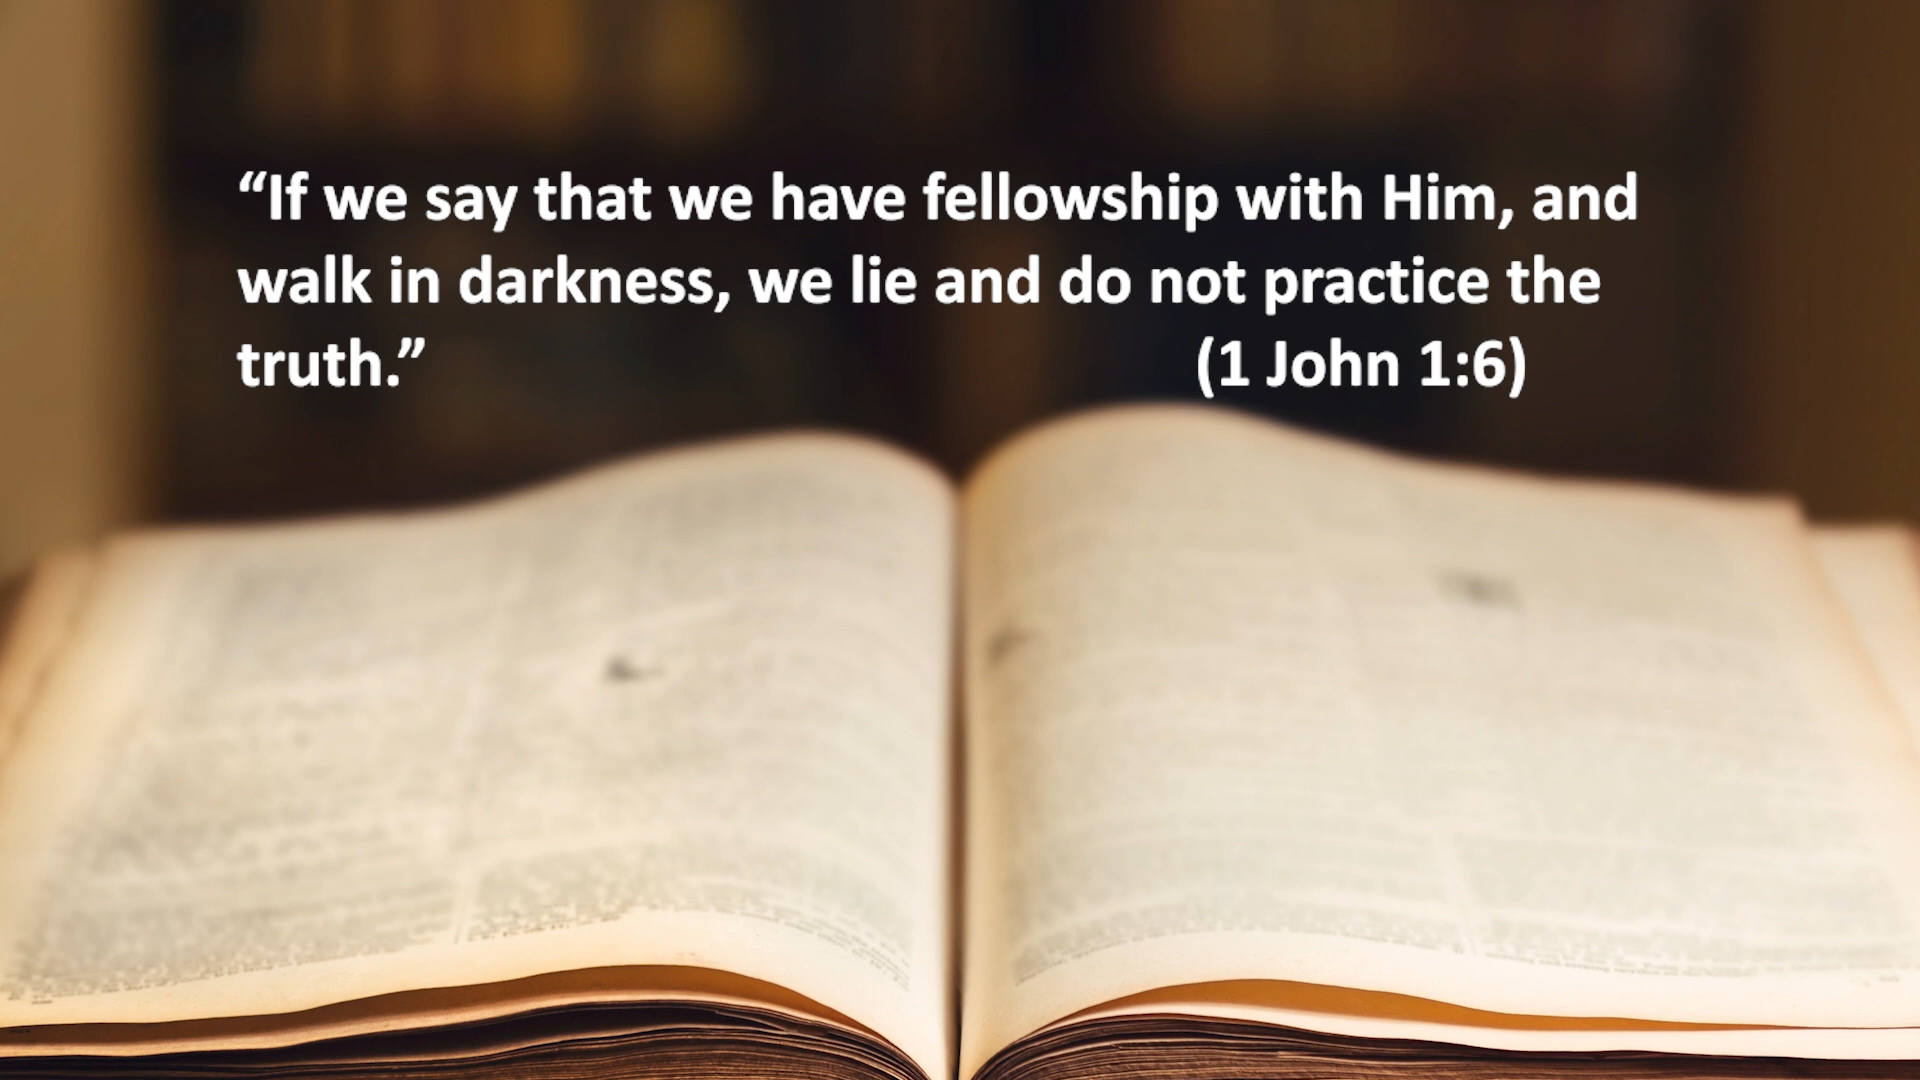 “If we say that we have fellowship with Him, and
walk in darkness, we lie and do not practice the
truth.” (1 John 1:6)